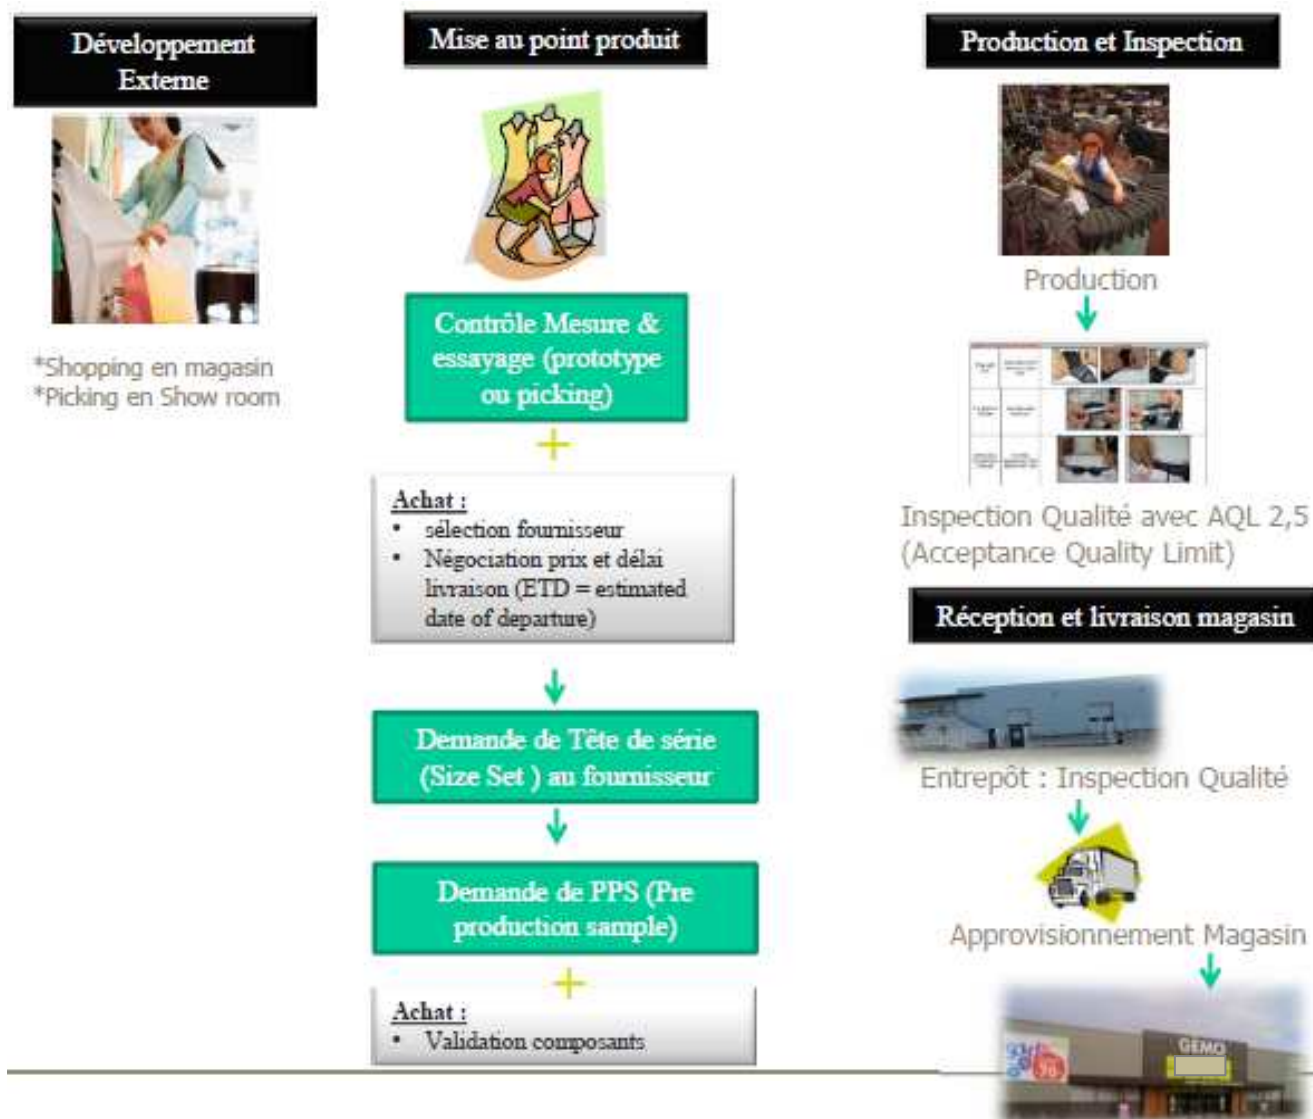 Développement
Externe
*Shopping en magasin
*Picking en Show room
Mise au point produit
Contrôle Mesure &
essayage (prototype
ou picking)
+
Achat :
• sélection fournisseur
• Négociation prix et délai
livraison (ETD = estimated
date of departure)
Demande de Tête de série
(Size Set ) au fournisseur
Demande de PPS (Pre
production sample)
+
Achat :
• Validation composants
Production et Inspection
Production
Inspection Qualité avec AQL 2,5
(Acceptance Quality Limit)
Réception et livraison magasin
Entrepôt : Inspection Qualité
Approvisionnement Magasin
GEMO